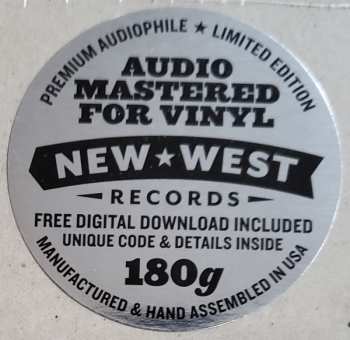 PREMIUM AUDIOPHILE ★ LIMITED EDITION
AUDIO
MASTERED
FOR VINYL
NEW★WEST
RECORDS
FREE DIGITAL DOWNLOAD INCLUDED
UNIQUE CODE & DETAILS INSIDE
180g
MANUFACTURED & HAND ASSEMBLED IN USA